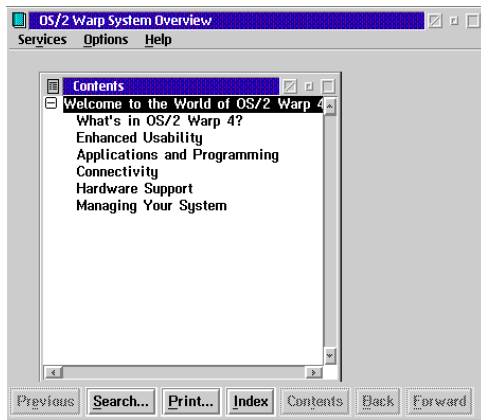 OS/2 Warp System Overview
Services Options Help
Contents
Welcome to the World of OS/2 Warp 4
What's in OS/2 Warp 4?
Enhanced Usability
Applications and Programming
Connectivity
Hardware Support
Managing Your System
Previous Search... Print... Index Contents Back Forward